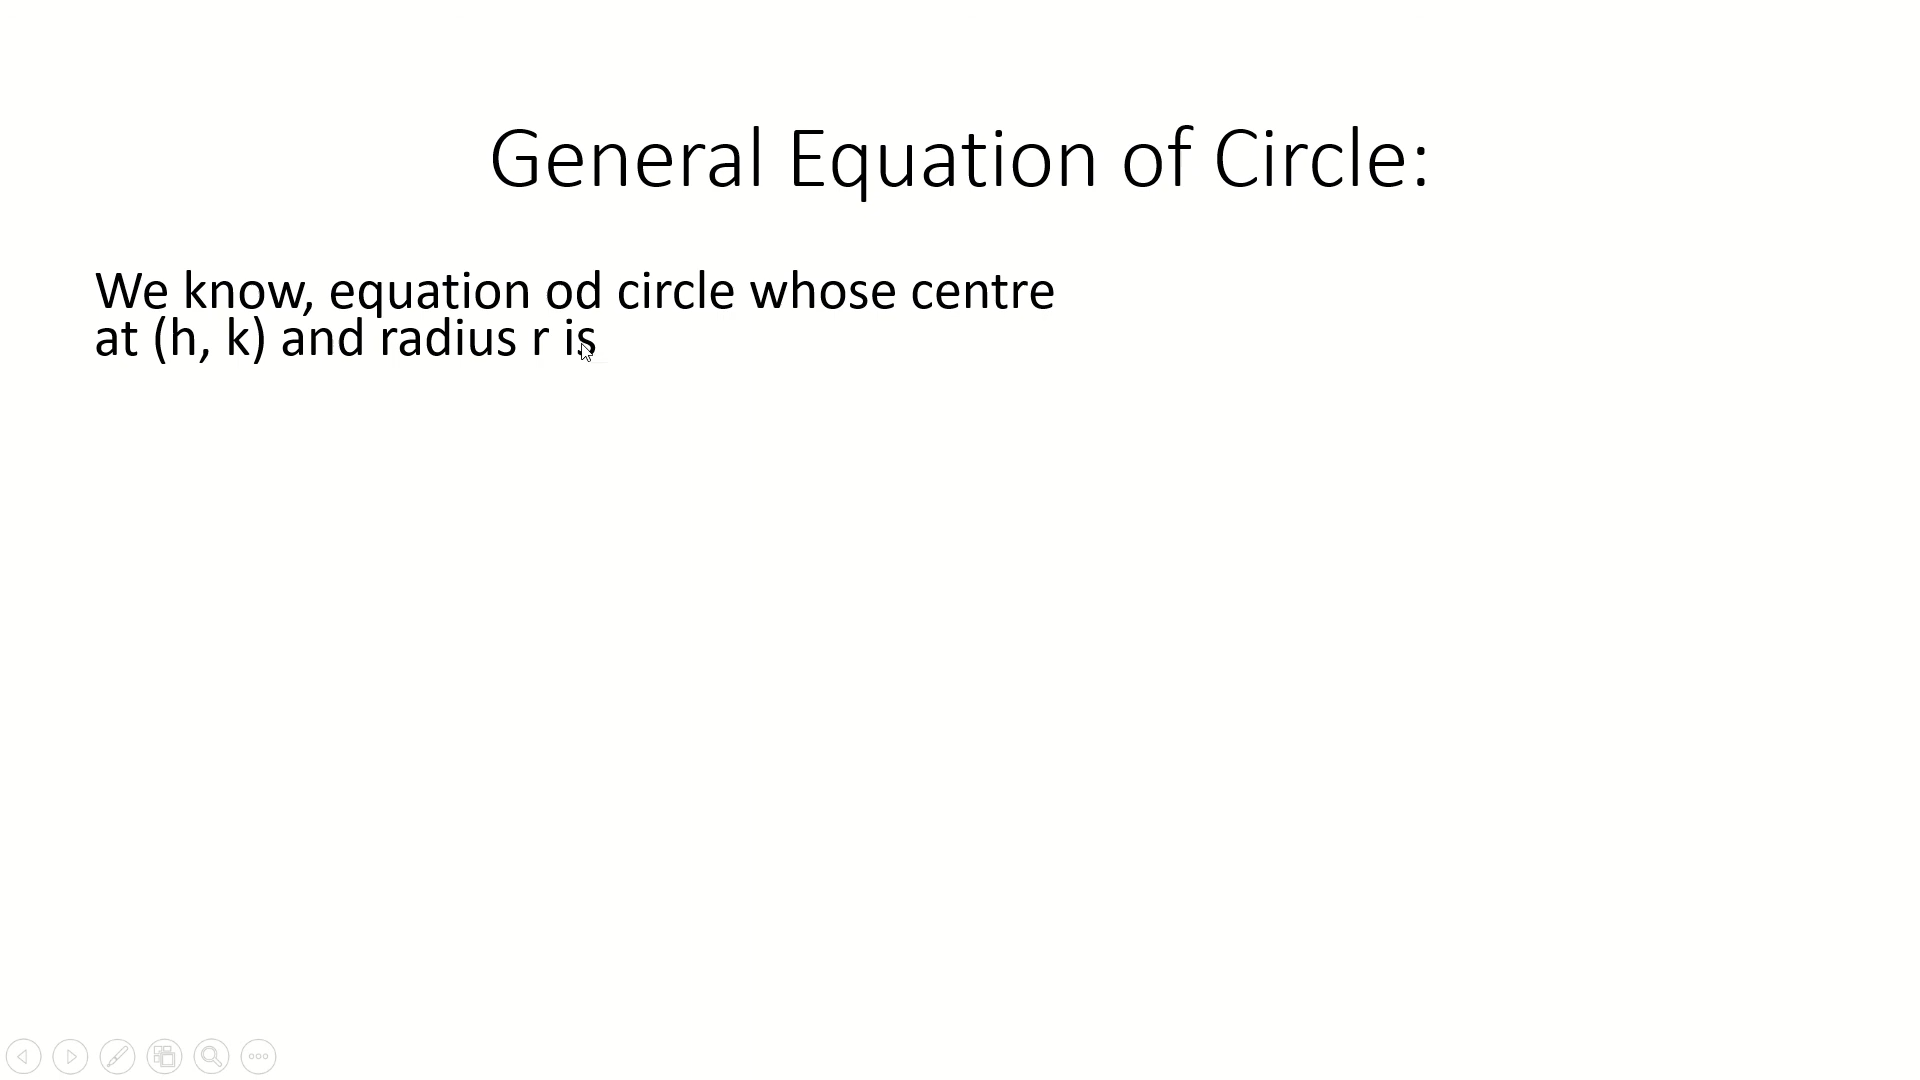 General Equation of Circle:
We know, equation od circle whose centre
at (h, k) and radius r is